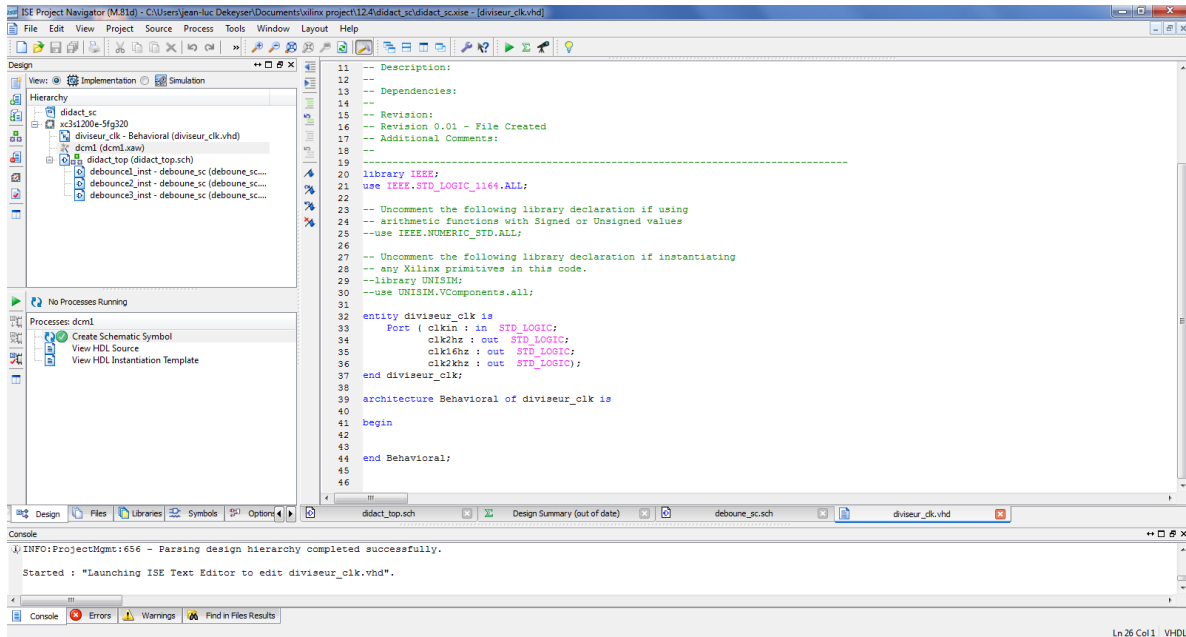 ISE Project Navigator (M.81d) - C:\Users\jean-luc Dekeyser\Documents\xilinx project\12.4\didact_sc\didact_sc.xise - [diviseur_clk.vhd]
File Edit View Project Source Process Tools Window Layout Help
Design
View: Implementation Simulation
Hierarchy
didact_sc
xc3s1200e-5fg320
diviseur_clk - Behavioral (diviseur_clk.vhd)
dcm1 (dcm1.xaw)
didact_top (didact_top.sch)
debounce1_inst - deboune_sc (deboune_sc....
debounce2_inst - deboune_sc (deboune_sc....
debounce3_inst - deboune_sc (deboune_sc....
No Processes Running
Processes: dcm1
Create Schematic Symbol
View HDL Source
View HDL Instantiation Template
Design Files Libraries Symbols Options
11 -- Description:
12 --
13 -- Dependencies:
14 --
15 -- Revision:
16 -- Revision 0.01 - File Created
17 -- Additional Comments:
18 --
19 ----------------------------------------------------------------------------------
20 library IEEE;
21 use IEEE.STD_LOGIC_1164.ALL;
22
23 -- Uncomment the following library declaration if using
24 -- arithmetic functions with Signed or Unsigned values
25 --use IEEE.NUMERIC_STD.ALL;
26
27 -- Uncomment the following library declaration if instantiating
28 -- any Xilinx primitives in this code.
29 --library UNISIM;
30 --use UNISIM.VComponents.all;
31
32 entity diviseur_clk is
33 Port ( clkin : in STD_LOGIC;
34 clk2hz : out STD_LOGIC;
35 clk16hz : out STD_LOGIC;
36 clk2khz : out STD_LOGIC);
37 end diviseur_clk;
38
39 architecture Behavioral of diviseur_clk is
40
41 begin
42
43
44 end Behavioral;
45
46
didact_top.sch Design Summary (out of date) deboune_sc.sch diviseur_clk.vhd
Console
INFO:ProjectMgmt:656 - Parsing design hierarchy completed successfully.
Started : "Launching ISE Text Editor to edit diviseur_clk.vhd".
Console Errors Warnings Find in Files Results
Ln 26 Col 1 VHDL